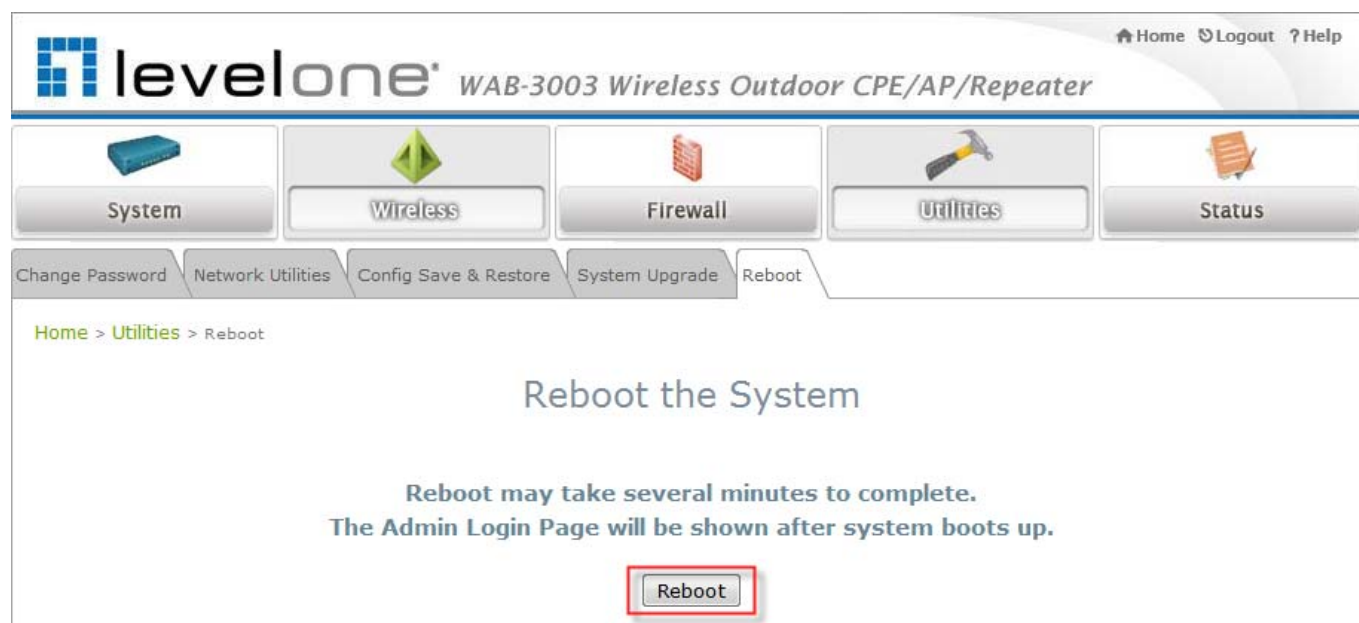 Home Logout ? Help
levelone WAB-3003 Wireless Outdoor CPE/AP/Repeater
System Wireless Firewall Utilities Status
Change Password Network Utilities Config Save & Restore System Upgrade Reboot
Home > Utilities > Reboot
Reboot the System
Reboot may take several minutes to complete.
The Admin Login Page will be shown after system boots up.
Reboot